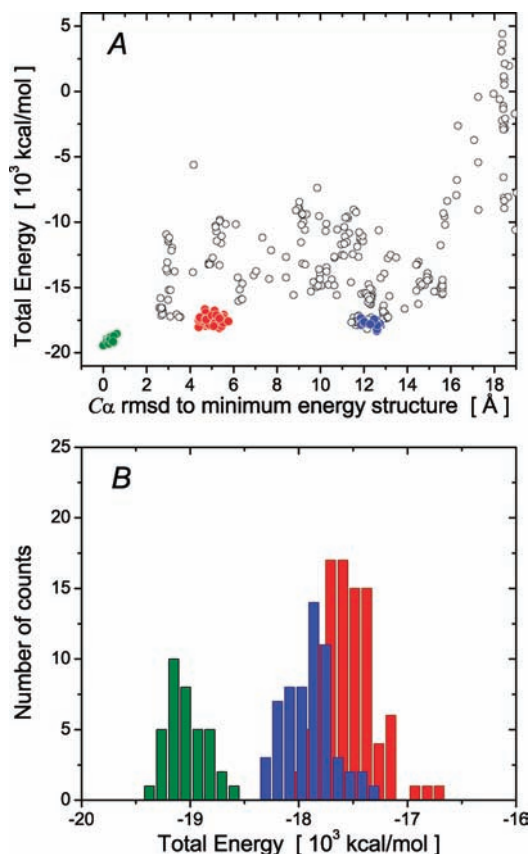 A
Total Energy [ 10³ kcal/mol ]
5
0
-5
-10
-15
-20
0 2 4 6 8 10 12 14 16 18
Cα rmsd to minimum energy structure [ Å ]
B
Number of counts
25
20
15
10
5
0
-20 -19 -18 -17 -16
Total Energy [ 10³ kcal/mol ]